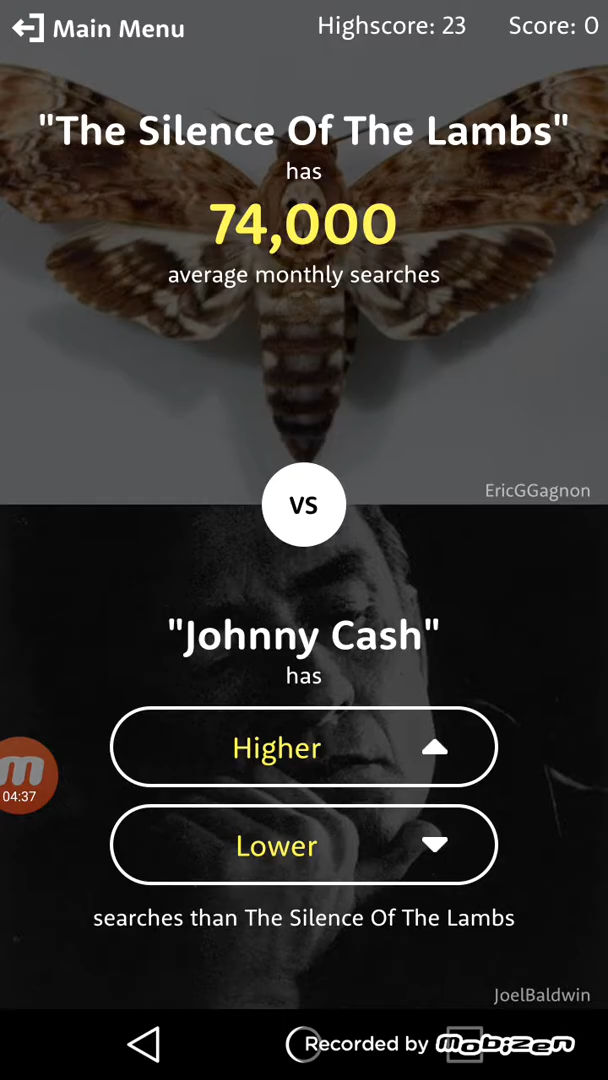 Main Menu
Highscore: 23
Score: 0
"The Silence Of The Lambs"
has
74,000
average monthly searches
EricGGagnon
VS
"Johnny Cash"
has
Higher
04:37
Lower
searches than The Silence Of The Lambs
JoelBaldwin
Recorded by Mobizen